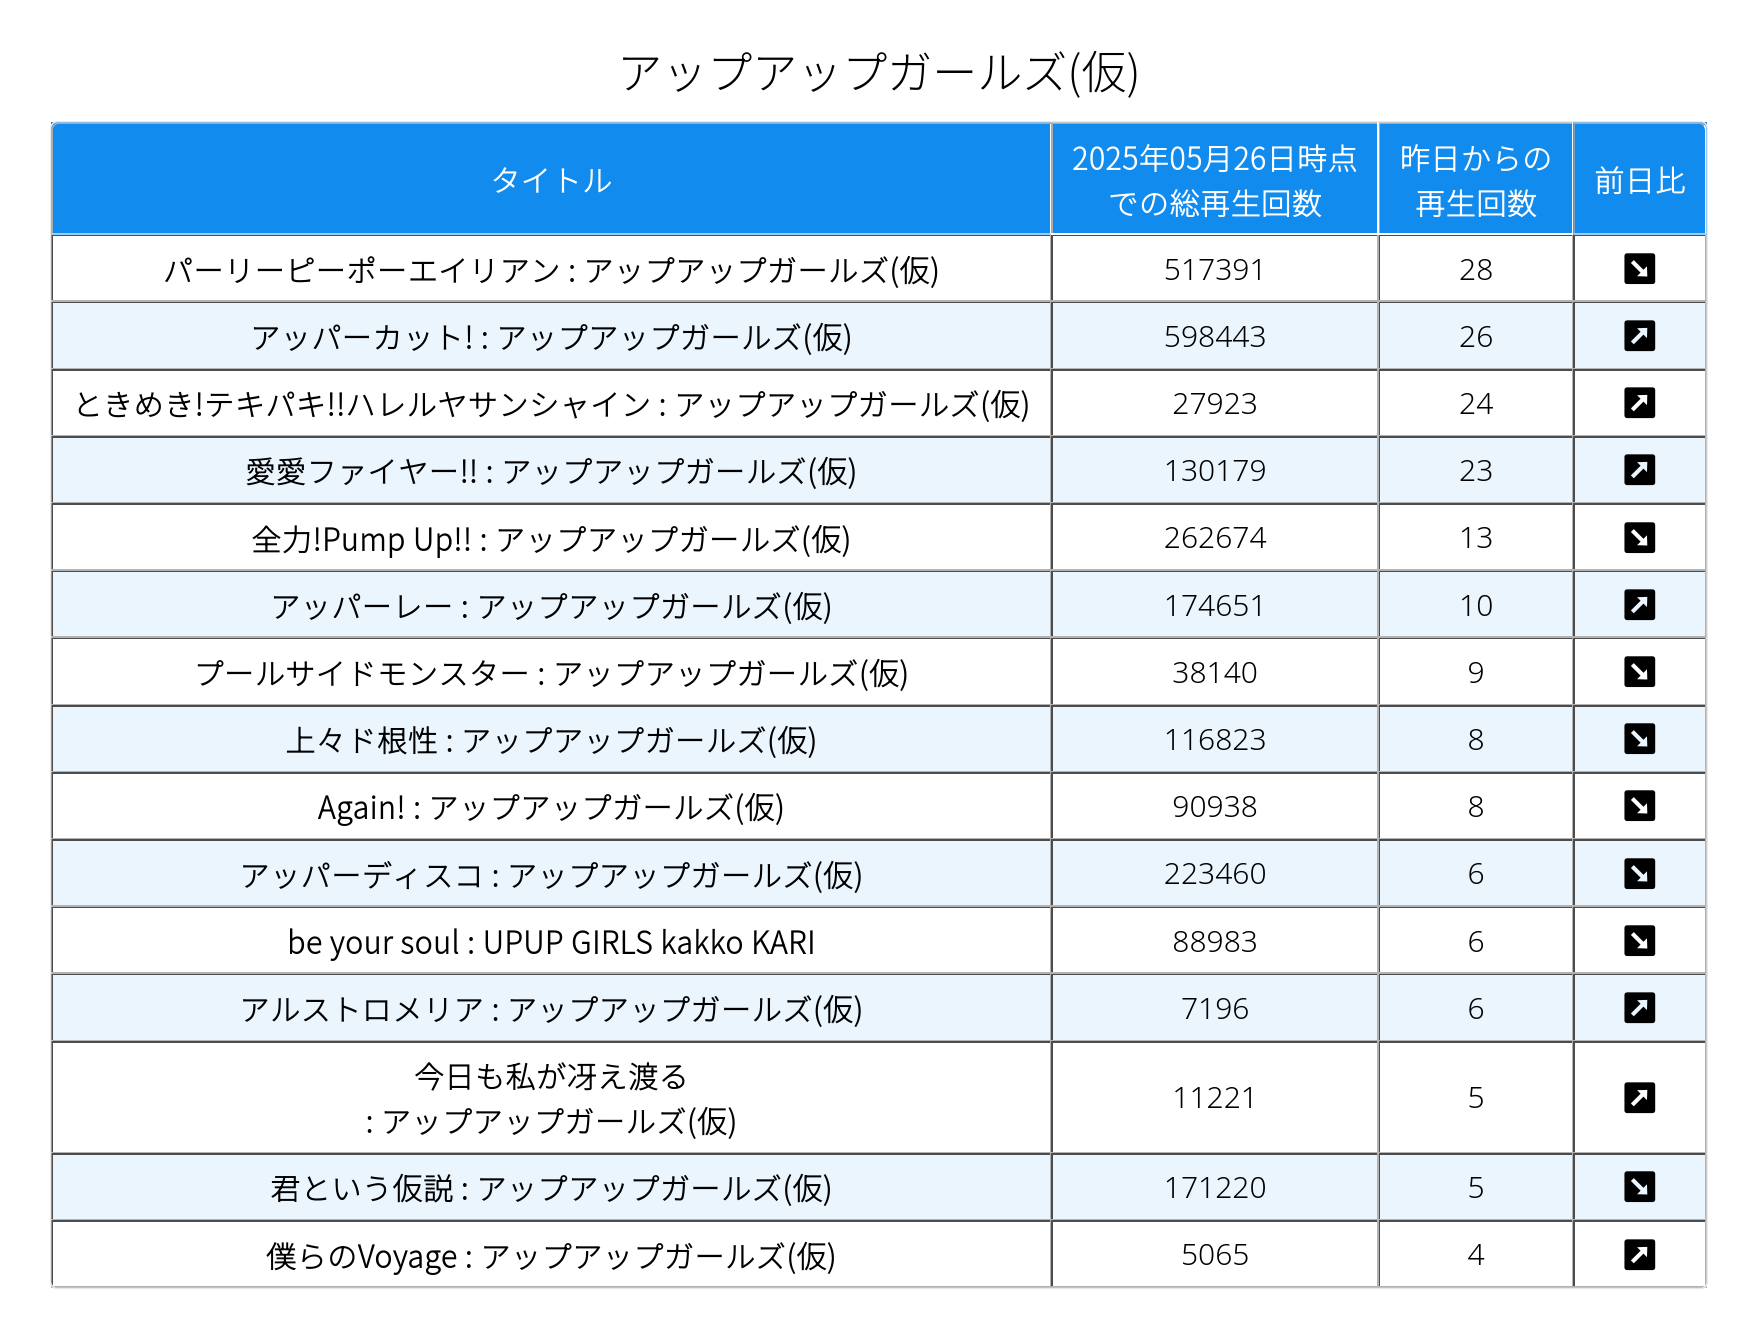 アップアップガールズ(仮)
タイトル 2025年05月26日時点 昨日からの 前日比
での総再生回数 再生回数
パーリーピーポーエイリアン : アップアップガールズ(仮) 517391 28 ↘
アッパーカット! : アップアップガールズ(仮) 598443 26 ↗
ときめき!テキパキ!!ハレルヤサンシャイン : アップアップガールズ(仮) 27923 24 ↗
愛愛ファイヤー!! : アップアップガールズ(仮) 130179 23 ↗
全力!Pump Up!! : アップアップガールズ(仮) 262674 13 ↘
アッパーレー : アップアップガールズ(仮) 174651 10 ↗
プールサイドモンスター : アップアップガールズ(仮) 38140 9 ↘
上々ド根性 : アップアップガールズ(仮) 116823 8 ↘
Again! : アップアップガールズ(仮) 90938 8 ↘
アッパーディスコ : アップアップガールズ(仮) 223460 6 ↘
be your soul : UPUP GIRLS kakko KARI 88983 6 ↘
アルストロメリア : アップアップガールズ(仮) 7196 6 ↗
今日も私が冴え渡る
: アップアップガールズ(仮) 11221 5 ↗
君という仮説 : アップアップガールズ(仮) 171220 5 ↘
僕らのVoyage : アップアップガールズ(仮) 5065 4 ↗